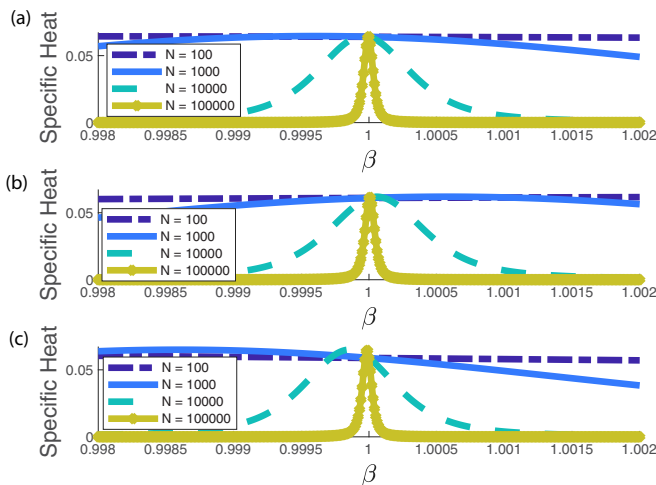 (a)
Specific Heat
0.05
0
N = 100
N = 1000
N = 10000
N = 100000
0.998 0.9985 0.999 0.9995 1 1.0005 1.001 1.0015 1.002
β
(b)
Specific Heat
0.05
0
N = 100
N = 1000
N = 10000
N = 100000
0.998 0.9985 0.999 0.9995 1 1.0005 1.001 1.0015 1.002
β
(c)
Specific Heat
0.05
0
N = 100
N = 1000
N = 10000
N = 100000
0.998 0.9985 0.999 0.9995 1 1.0005 1.001 1.0015 1.002
β